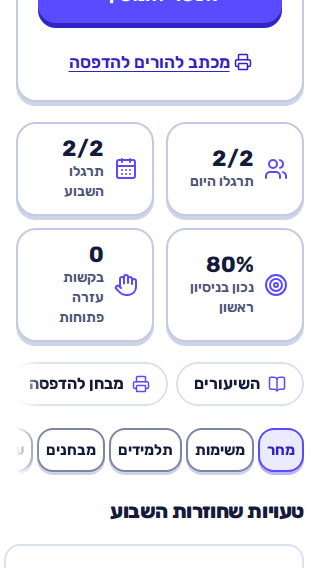 מכתב להורים להדפסה
2/2
תרגלו היום
2/2
תרגלו
השבוע
80%
נכון בניסיון
ראשון
0
בקשות
עזרה
פתוחות
השיעורים
מבחן להדפסה
מחר
משימות
תלמידים
מבחנים
טעויות שחוזרות השבוע